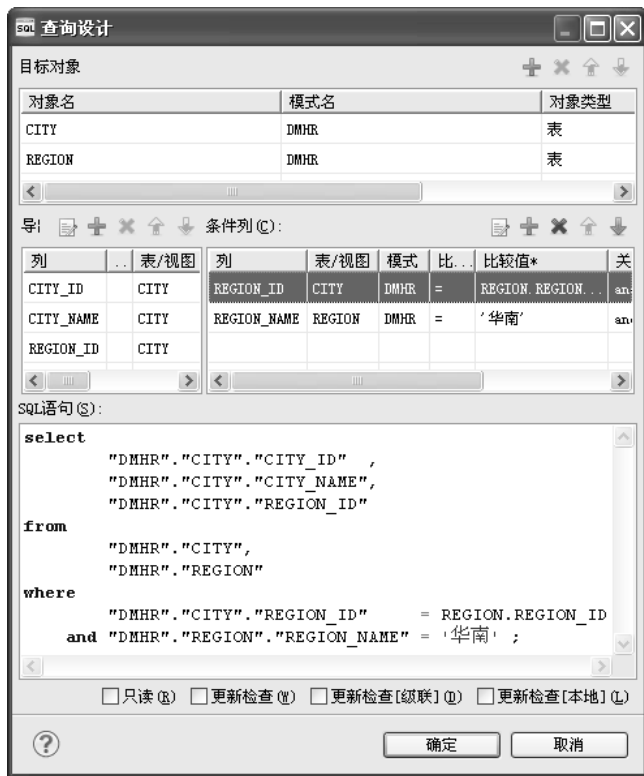 SQL 查询设计
目标对象
对象名 模式名 对象类型
CITY DMHR 表
REGION DMHR 表
条件列(C):
列 .. 表/视图 列 表/视图 模式 比... 比较值* 关
CITY_ID CITY REGION_ID CITY DMHR = REGION.REGION...
CITY_NAME CITY REGION_NAME REGION DMHR = '华南'
REGION_ID CITY
SQL语句(S):
select
"DMHR"."CITY"."CITY_ID" ,
"DMHR"."CITY"."CITY_NAME",
"DMHR"."CITY"."REGION_ID"
from
"DMHR"."CITY",
"DMHR"."REGION"
where
"DMHR"."CITY"."REGION_ID" = REGION.REGION_ID
and "DMHR"."REGION"."REGION_NAME" = '华南' ;
只读(R) 更新检查(W) 更新检查[级联](D) 更新检查[本地](L)
确定 取消